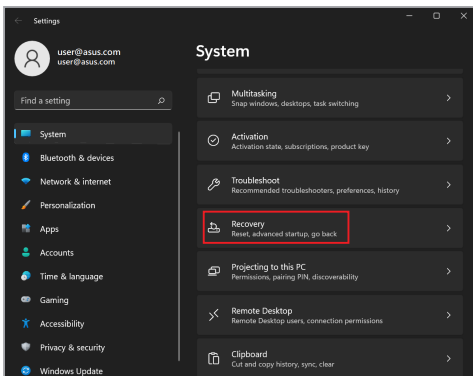 Settings
user@asus.com
user@asus.com
Find a setting
System
Bluetooth & devices
Network & internet
Personalization
Apps
Accounts
Time & language
Gaming
Accessibility
Privacy & security
Windows Update
System
Multitasking
Snap windows, desktops, task switching
Activation
Activation state, subscriptions, product key
Troubleshoot
Recommended troubleshooters, preferences, history
Recovery
Reset, advanced startup, go back
Projecting to this PC
Permissions, pairing PIN, discoverability
Remote Desktop
Remote Desktop users, connection permissions
Clipboard
Cut and copy history, sync, clear